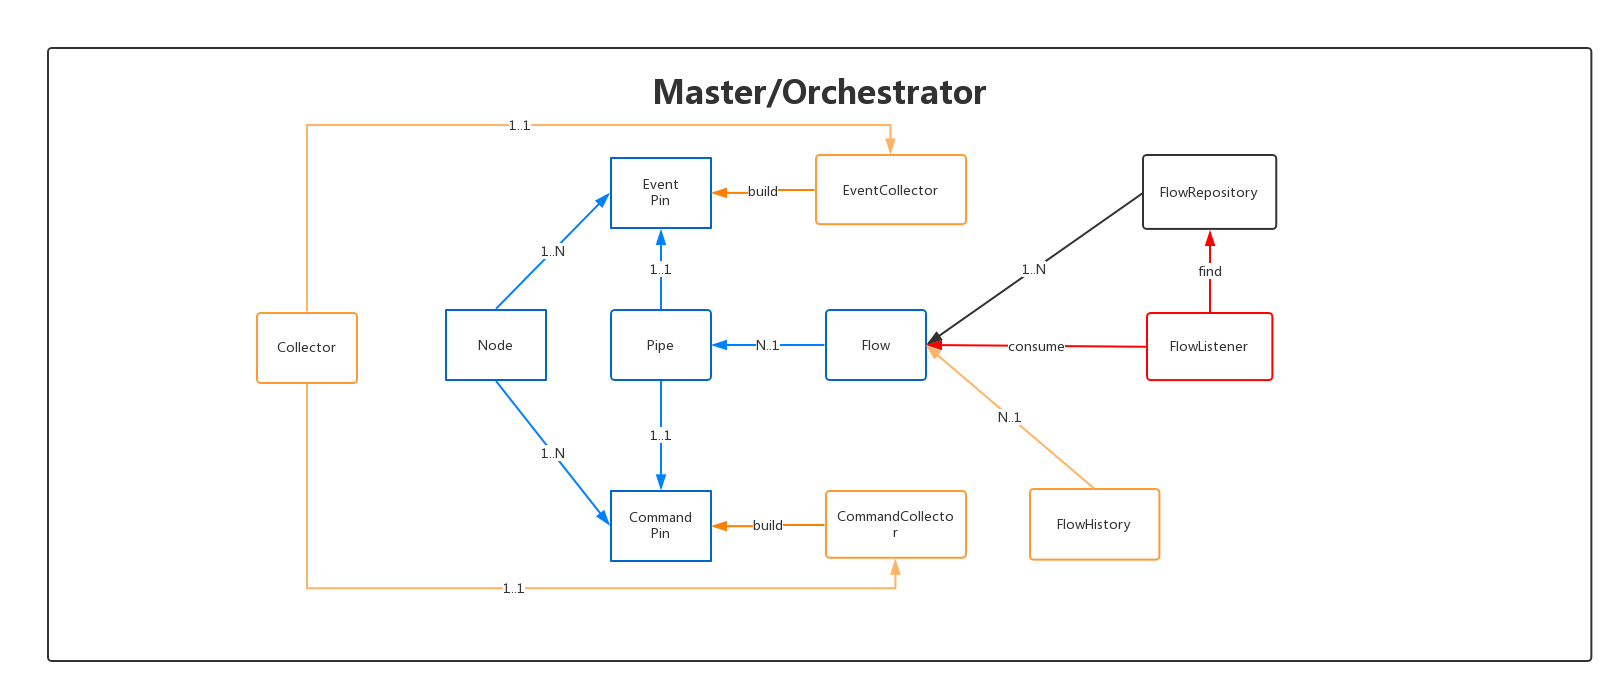 Master/Orchestrator
1..1
Event
Pin
build
EventCollector
FlowRepository
1..N
1..1
1..N
find
Collector
Node
Pipe
N..1
Flow
consume
FlowListener
N..1
1..1
1..N
Command
Pin
build
CommandCollecto
r
FlowHistory
1..1